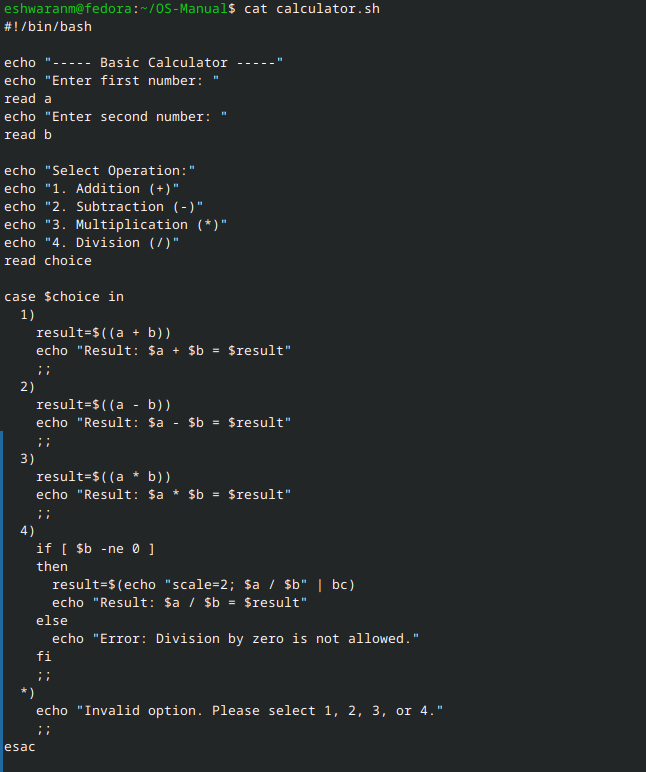 eshwaranm@fedora:~/OS-Manual$ cat calculator.sh
#!/bin/bash

echo "----- Basic Calculator -----"
echo "Enter first number: "
read a
echo "Enter second number: "
read b

echo "Select Operation:"
echo "1. Addition (+)"
echo "2. Subtraction (-)"
echo "3. Multiplication (*)"
echo "4. Division (/)"
read choice

case $choice in
  1)
    result=$((a + b))
    echo "Result: $a + $b = $result"
    ;;
  2)
    result=$((a - b))
    echo "Result: $a - $b = $result"
    ;;
  3)
    result=$((a * b))
    echo "Result: $a * $b = $result"
    ;;
  4)
    if [ $b -ne 0 ]
    then
      result=$(echo "scale=2; $a / $b" | bc)
      echo "Result: $a / $b = $result"
    else
      echo "Error: Division by zero is not allowed."
    fi
    ;;
  *)
    echo "Invalid option. Please select 1, 2, 3, or 4."
    ;;
esac